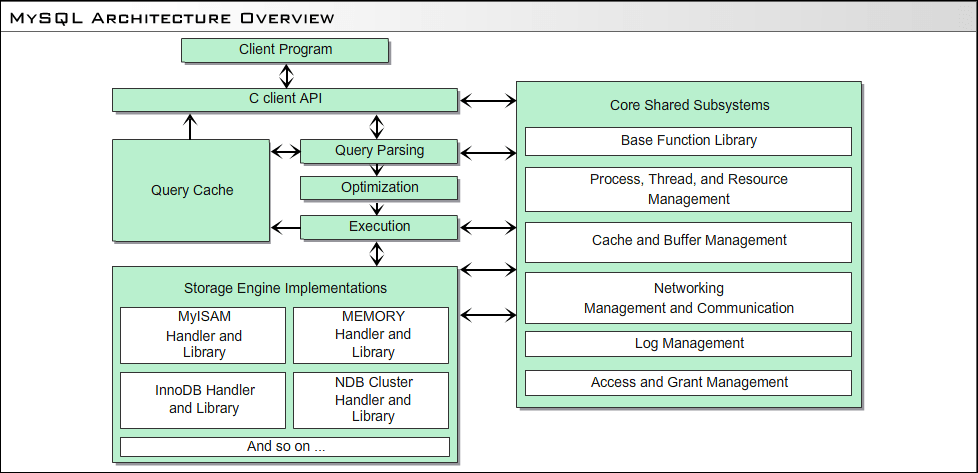 MySQL Architecture Overview
Client Program
C client API
Query Cache
Query Parsing
Optimization
Execution
Storage Engine Implementations
MyISAM
Handler and
Library
MEMORY
Handler and
Library
InnoDB Handler
and Library
NDB Cluster
Handler and
Library
And so on ...
Core Shared Subsystems
Base Function Library
Process, Thread, and Resource
Management
Cache and Buffer Management
Networking
Management and Communication
Log Management
Access and Grant Management